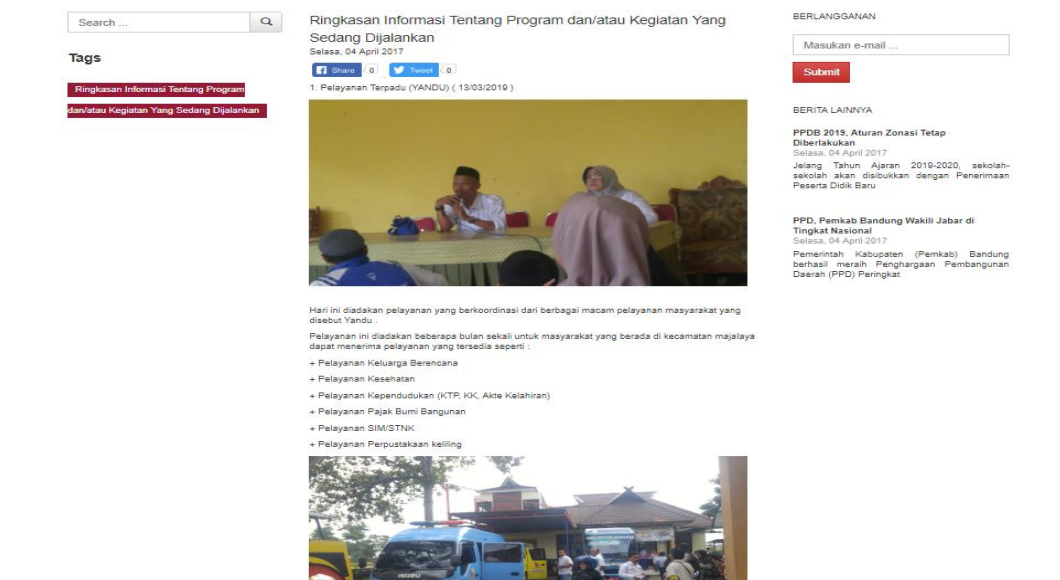 Search ...
Tags
Ringkasan Informasi Tentang Program
dan/atau Kegiatan Yang Sedang Dijalankan
Ringkasan Informasi Tentang Program dan/atau Kegiatan Yang
Sedang Dijalankan
Selasa, 04 April 2017
Share 0 Tweet 0
1. Pelayanan Terpadu (YANDU) ( 13/03/2019 )
Hari ini diadakan pelayanan yang berkoordinasi dari berbagai macam pelayanan masyarakat yang
disebut Yandu .
Pelayanan ini diadakan beberapa bulan sekali untuk masyarakat yang berada di kecamatan majalaya
dapat menerima pelayanan yang tersedia seperti :
+ Pelayanan Keluarga Berencana
+ Pelayanan Kesehatan
+ Pelayanan Kependudukan (KTP, KK, Akte Kelahiran)
+ Pelayanan Pajak Bumi Bangunan
+ Pelayanan SIM/STNK
+ Pelayanan Perpustakaan keliling
ISUZU
BERLANGGANAN
Masukan e-mail ...
Submit
BERITA LAINNYA
PPDB 2019, Aturan Zonasi Tetap
Diberlakukan
Selasa, 04 April 2017
Jelang Tahun Ajaran 2019-2020, sekolah-
sekolah akan disibukkan dengan Penerimaan
Peserta Didik Baru
PPD, Pemkab Bandung Wakili Jabar di
Tingkat Nasional
Selasa, 04 April 2017
Pemerintah Kabupaten (Pemkab) Bandung
berhasil meraih Penghargaan Pembangunan
Daerah (PPD) Peringkat